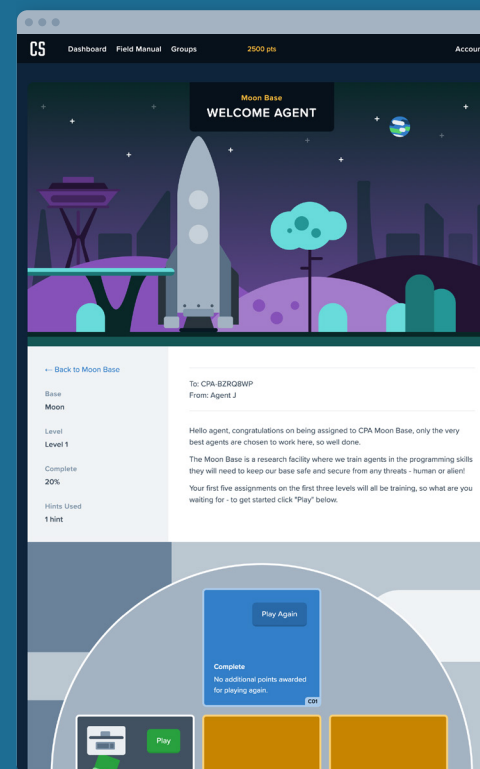 CS Dashboard Field Manual Groups 2500 pts Accoun
Moon Base
WELCOME AGENT
← Back to Moon Base
Base
Moon
Level
Level 1
Complete
20%
Hints Used
1 hint
To: CPA-BZRQ8WP
From: Agent J
Hello agent, congratulations on being assigned to CPA Moon Base, only the very
best agents are chosen to work here, so well done.
The Moon Base is a research facility where we train agents in the programming skills
they will need to keep our base safe and secure from any threats - human or alien!
Your first five assignments on the first three levels will all be training, so what are you
waiting for - to get started click "Play" below.
Play Again
Complete
No additional points awarded
for playing again.
C01
Play